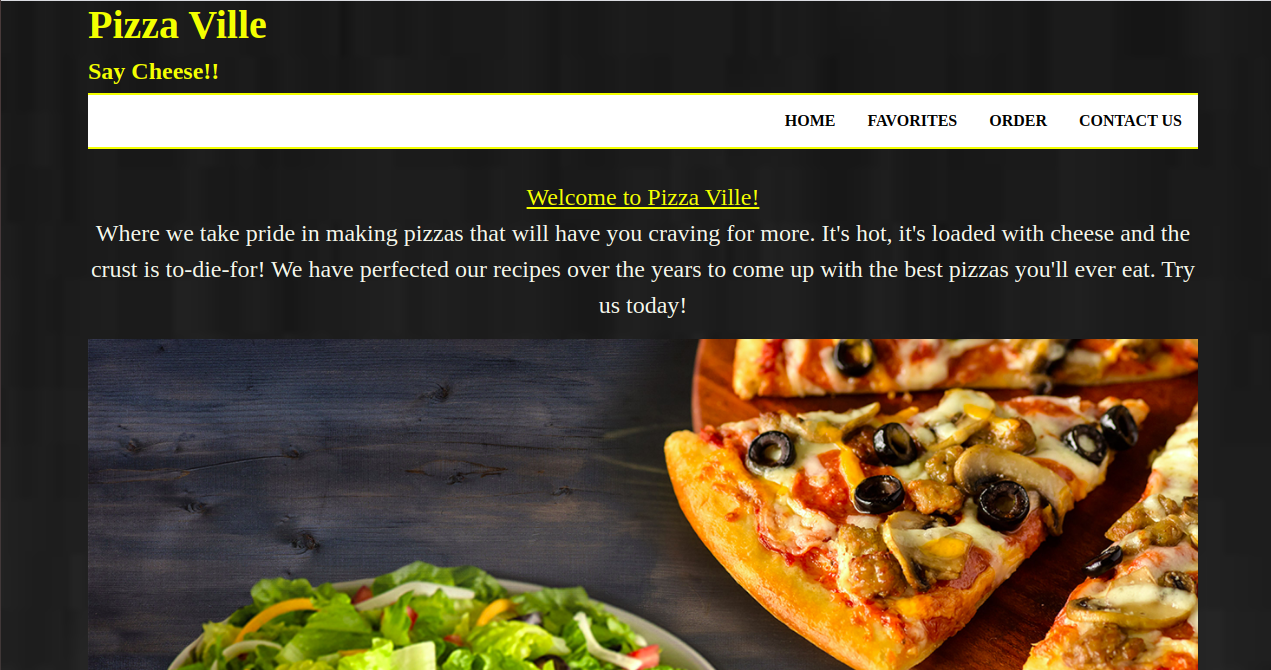 Pizza Ville
Say Cheese!!
HOME FAVORITES ORDER CONTACT US
Welcome to Pizza Ville!
Where we take pride in making pizzas that will have you craving for more. It's hot, it's loaded with cheese and the
crust is to-die-for! We have perfected our recipes over the years to come up with the best pizzas you'll ever eat. Try
us today!